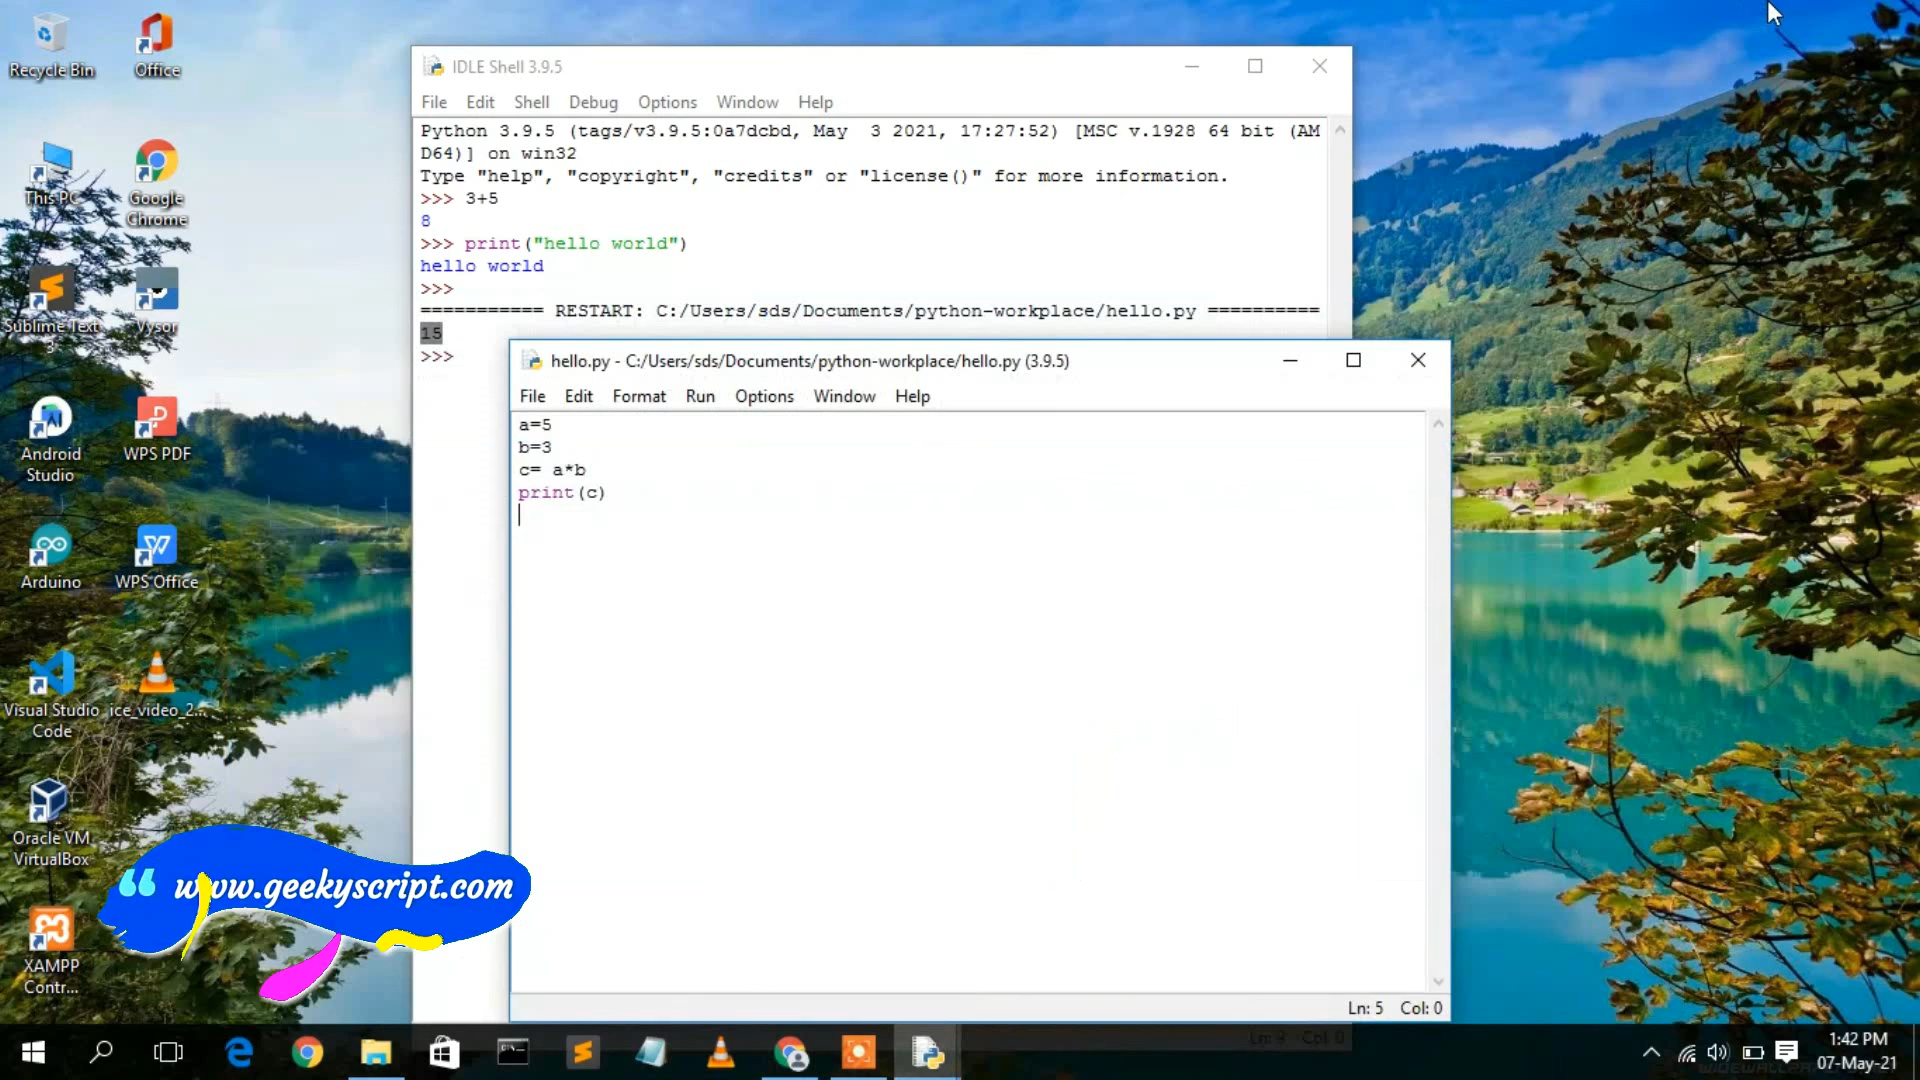 Recycle Bin
Office
This PC
Google
Chrome
Sublime Text
3
Vysor
Android
Studio
WPS PDF
Arduino
WPS Office
Visual Studio
Code
ice_video_2...
Oracle VM
VirtualBox
XAMPP
Contr...
IDLE Shell 3.9.5
File Edit Shell Debug Options Window Help
Python 3.9.5 (tags/v3.9.5:0a7dcbd, May  3 2021, 17:27:52) [MSC v.1928 64 bit (AM
D64)] on win32
Type "help", "copyright", "credits" or "license()" for more information.
>>> 3+5
8
>>> print("hello world")
hello world
>>>
=========== RESTART: C:/Users/sds/Documents/python-workplace/hello.py ==========
15
>>>
hello.py - C:/Users/sds/Documents/python-workplace/hello.py (3.9.5)
File Edit Format Run Options Window Help
a=5
b=3
c= a*b
print(c)
Ln: 5 Col: 0
“ www.geekyscript.com
1:42 PM
07-May-21